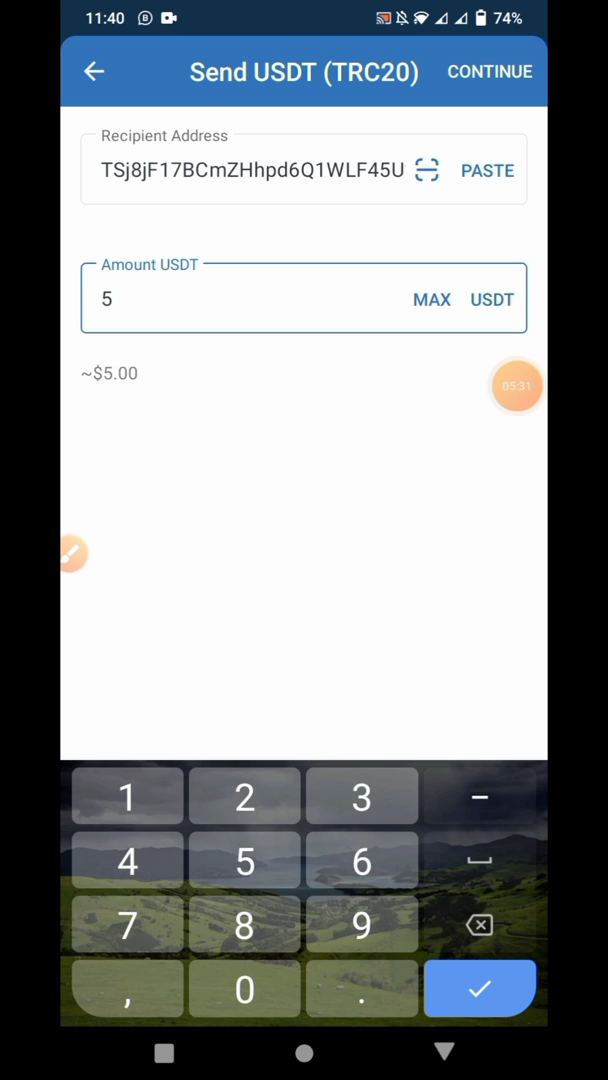 11:40 74%
Send USDT (TRC20) CONTINUE
Recipient Address
TSj8jF17BCmZHhpd6Q1WLF45U PASTE
Amount USDT
5 MAX USDT
~$5.00
05:31
1 2 3 −
4 5 6
7 8 9
, 0 .